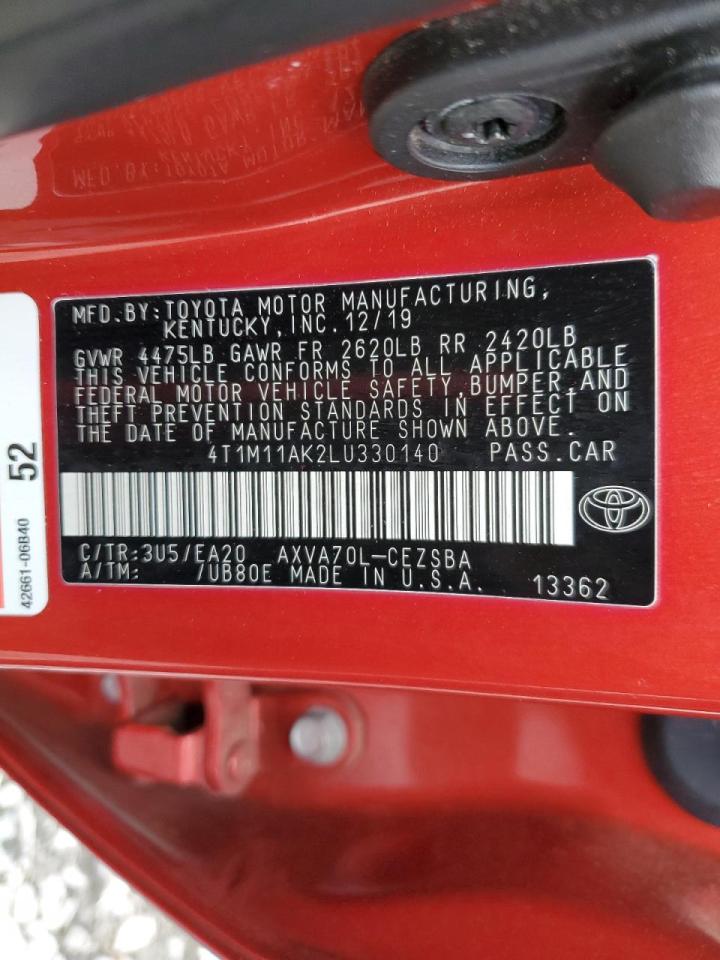 MFD.BY:TOYOTA MOTOR MANUFACTURING,
KENTUCKY,INC.12/19
GVWR 4475LB GAWR FR 2620LB RR 2420LB
THIS VEHICLE CONFORMS TO ALL APPLICABLE
FEDERAL MOTOR VEHICLE SAFETY,BUMPER,AND
THEFT PREVENTION STANDARDS IN EFFECT ON
THE DATE OF MANUFACTURE SHOWN ABOVE.
4T1M11AK2LU330140 PASS.CAR
C/TR:3U5/EA20 AXVA70L-CEZSBA
A/TM: /UB80E MADE IN U.S.A. 13362
52
42661-06B40